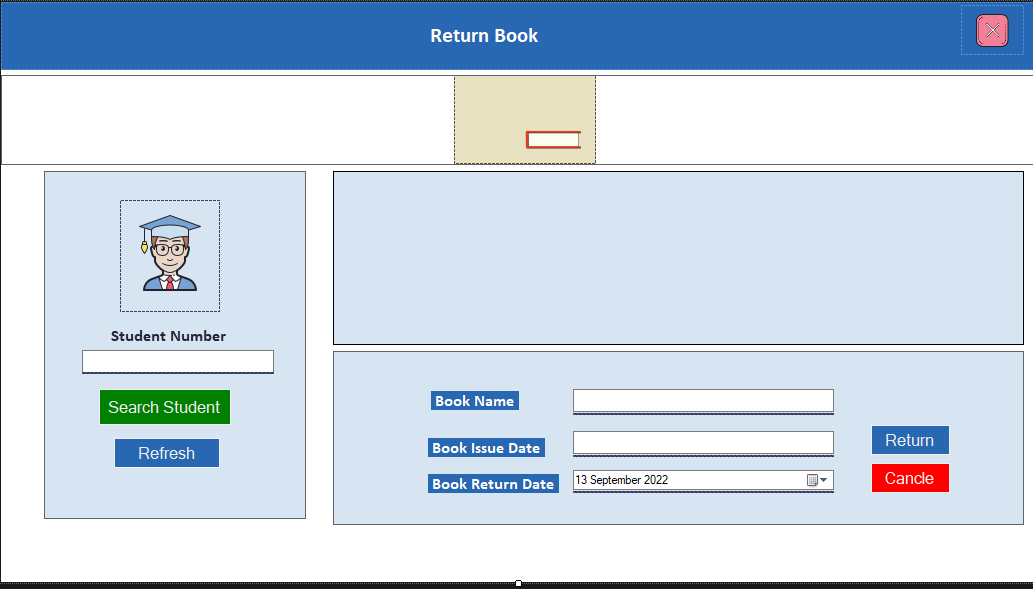 Return Book
Student Number
Search Student
Refresh
Book Name
Book Issue Date
Book Return Date
13 September 2022
Return
Cancle